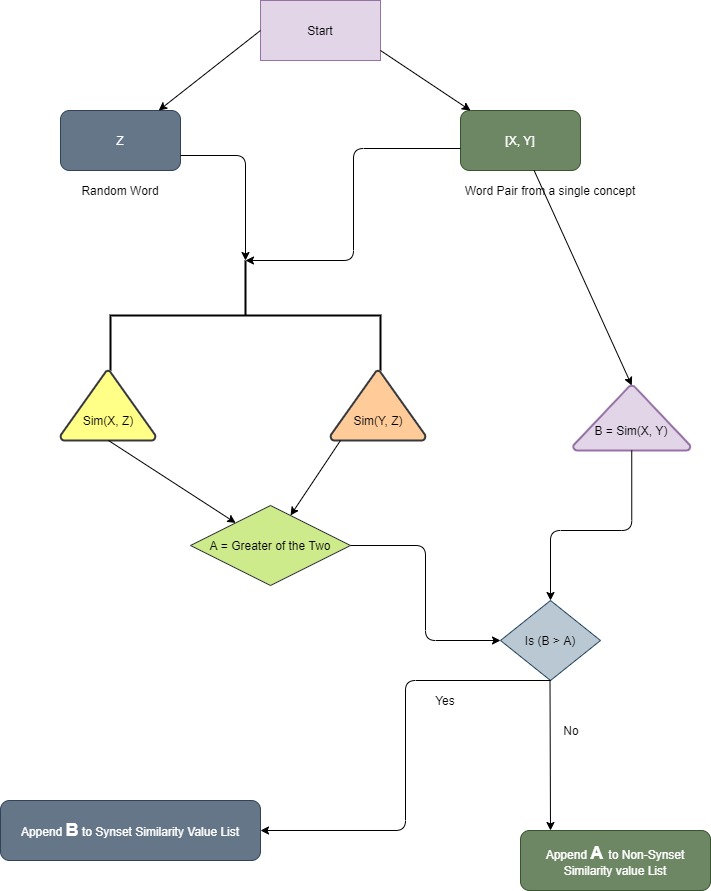 Start
Z
[X, Y]
Random Word
Word Pair from a single concept
Sim(X, Z)
Sim(Y, Z)
B = Sim(X, Y)
A = Greater of the Two
Is (B > A)
Yes
No
Append B to Synset Similarity Value List
Append A to Non-Synset
Similarity value List